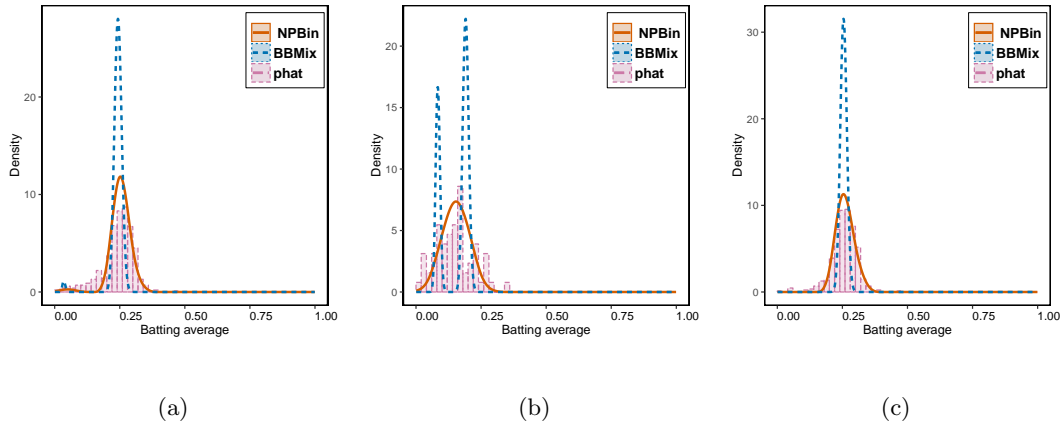 NPBin
BBMix
phat
Density
20
10
0
0.00 0.25 0.50 0.75 1.00
Batting average
(a)
NPBin
BBMix
phat
Density
20
15
10
5
0
0.00 0.25 0.50 0.75 1.00
Batting average
(b)
NPBin
BBMix
phat
Density
30
20
10
0
0.00 0.25 0.50 0.75 1.00
Batting average
(c)